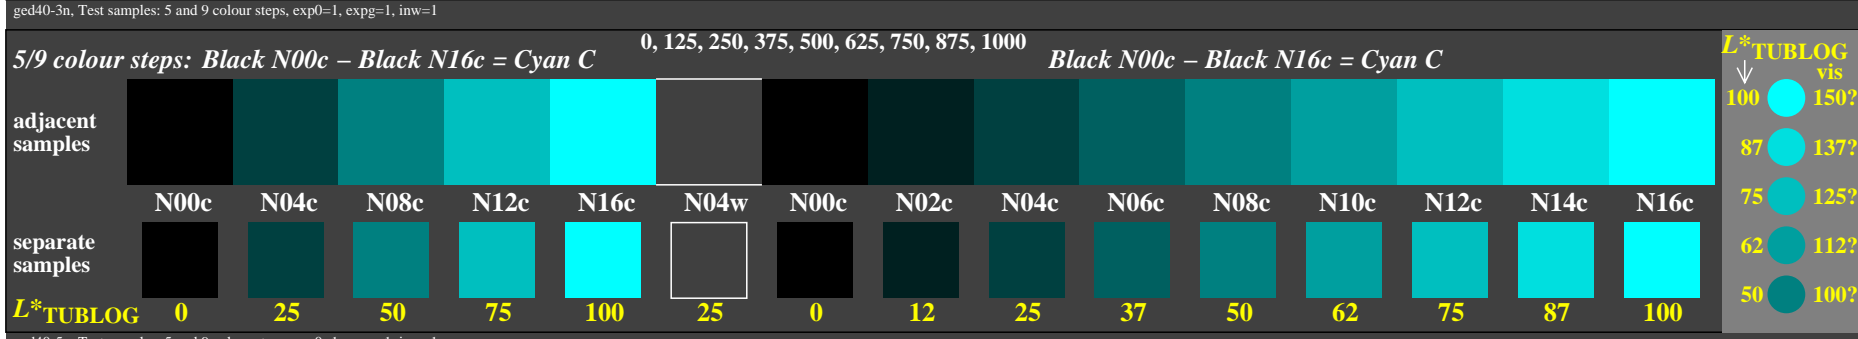 ged40-3n, Test samples: 5 and 9 colour steps, exp0=1, expg=1, inw=1
5/9 colour steps: Black N00c – Black N16c = Cyan C
0, 125, 250, 375, 500, 625, 750, 875, 1000
Black N00c – Black N16c = Cyan C
adjacent
samples
N00c N04c N08c N12c N16c N04w N00c N02c N04c N06c N08c N10c N12c N14c N16c
separate
samples
L*TUBLOG 0 25 50 75 100 25 0 12 25 37 50 62 75 87 100
L*TUBLOG
vis
100 150?
87 137?
75 125?
62 112?
50 100?